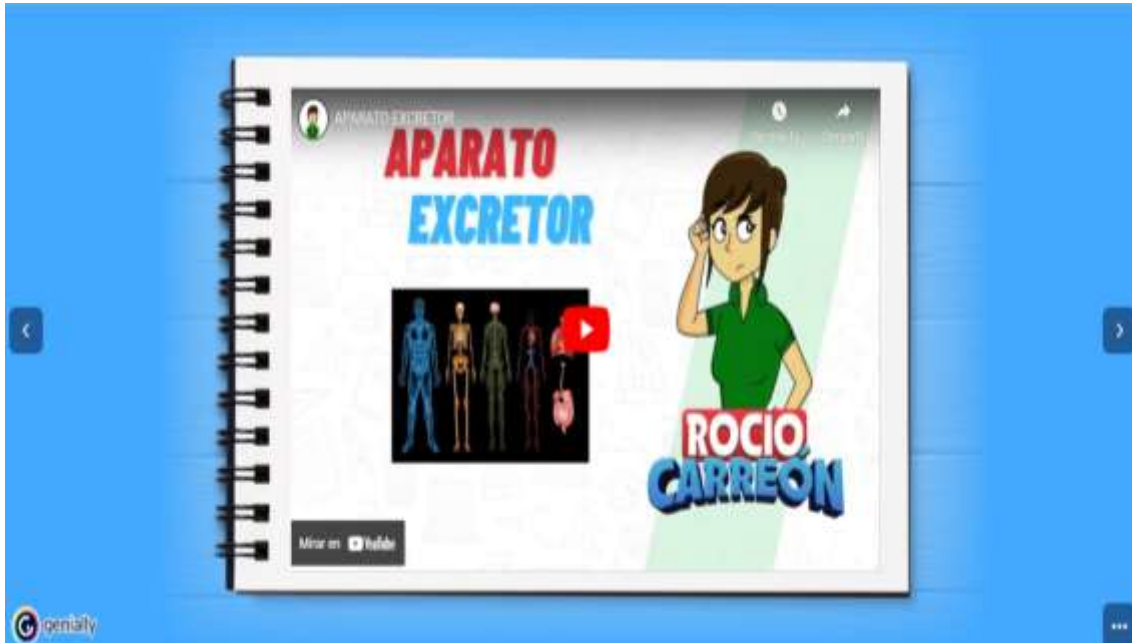 APARATO EXCRETOR
APARATO
EXCRETOR
ROCIO
CARREÓN
Mirar en YouTube
genially